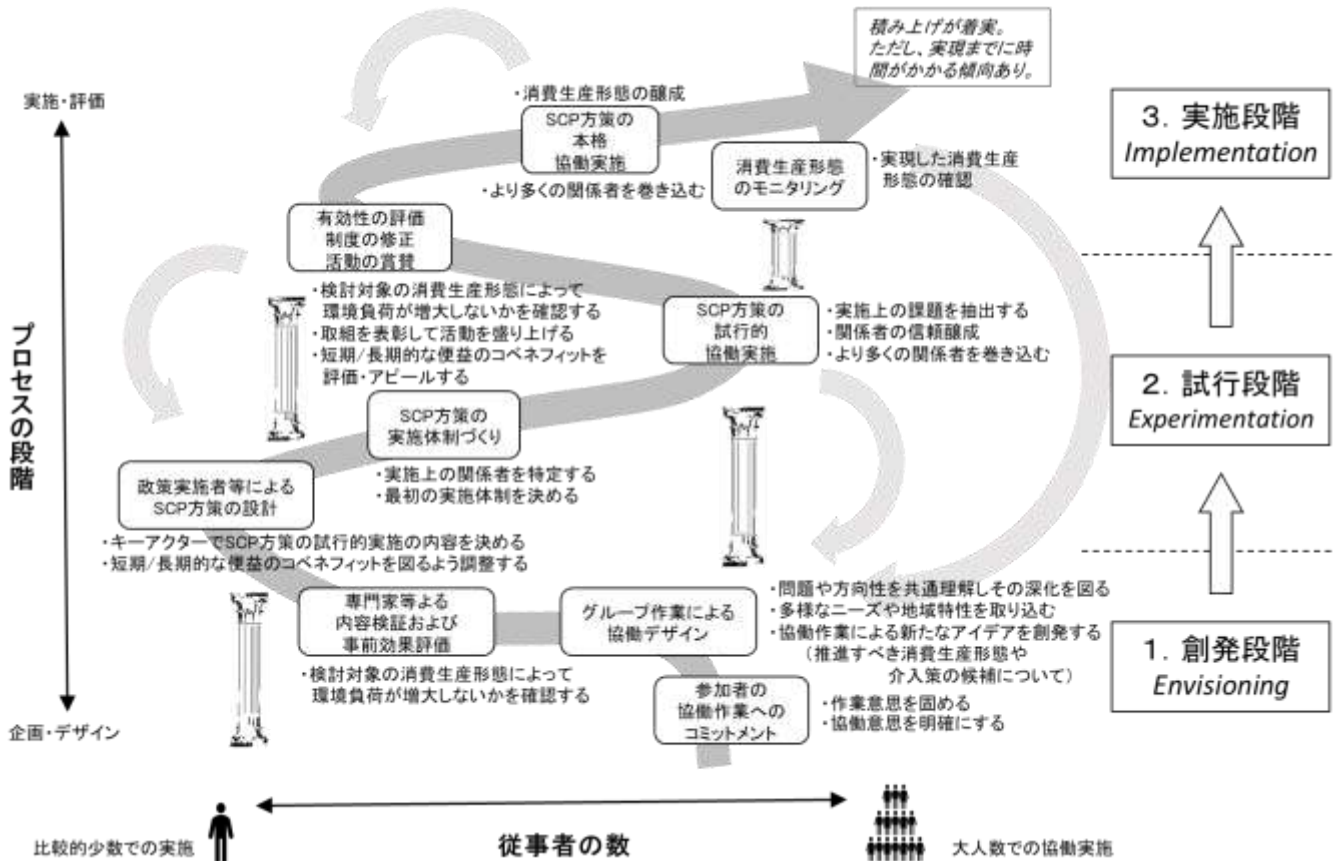 積み上げが着実。
ただし、実現までに時
間がかかる傾向あり。
実施・評価
・消費生産形態の醸成
SCP方策の
本格
協働実施
3. 実施段階
Implementation
消費生産形態
のモニタリング
・実現した消費生産
形態の確認
・より多くの関係者を巻き込む
有効性の評価
制度の修正
活動の賞賛
・検討対象の消費生産形態によって
環境負荷が増大しないかを確認する
・取組を表彰して活動を盛り上げる
・短期/長期的な便益のコベネフィットを
評価・アピールする
SCP方策の
試行的
協働実施
・実施上の課題を抽出する
・関係者の信頼醸成
・より多くの関係者を巻き込む
プロセスの段階
2. 試行段階
Experimentation
SCP方策の
実施体制づくり
・実施上の関係者を特定する
・最初の実施体制を決める
政策実施者等による
SCP方策の設計
・キーアクターでSCP方策の試行的実施の内容を決める
・短期/長期的な便益のコベネフィットを図るよう調整する
専門家等よる
内容検証および
事前効果評価
・検討対象の消費生産形態によって
環境負荷が増大しないかを確認する
グループ作業による
協働デザイン
・問題や方向性を共通理解しその深化を図る
・多様なニーズや地域特性を取り込む
・協働作業による新たなアイデアを創発する
（推進すべき消費生産形態や
介入策の候補について）
1. 創発段階
Envisioning
参加者の
協働作業への
コミットメント
・作業意思を固める
・協働意思を明確にする
企画・デザイン
比較的少数での実施
従事者の数
大人数での協働実施